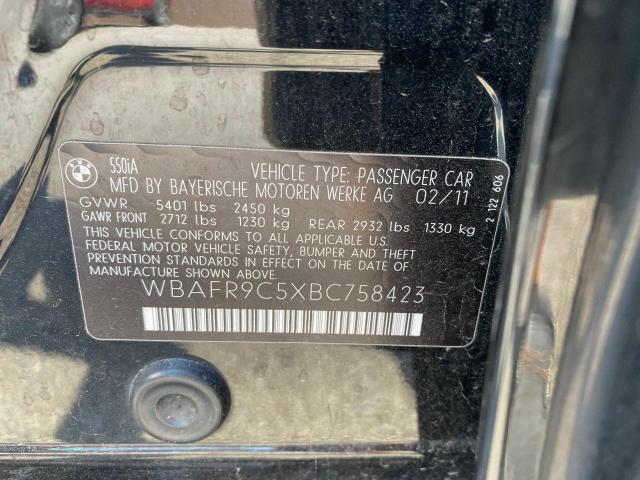 BMW
550iA
VEHICLE TYPE: PASSENGER CAR
MFD BY BAYERISCHE MOTOREN WERKE AG 02/11
GVWR 5401 lbs 2450 kg
GAWR FRONT 2712 lbs 1230 kg REAR 2932 lbs 1330 kg
THIS VEHICLE CONFORMS TO ALL APPLICABLE U.S.
FEDERAL MOTOR VEHICLE SAFETY, BUMPER AND THEFT
PREVENTION STANDARDS IN EFFECT ON THE DATE OF
MANUFACTURE SHOWN ABOVE.
WBAFR9C5XBC758423
2 122 606